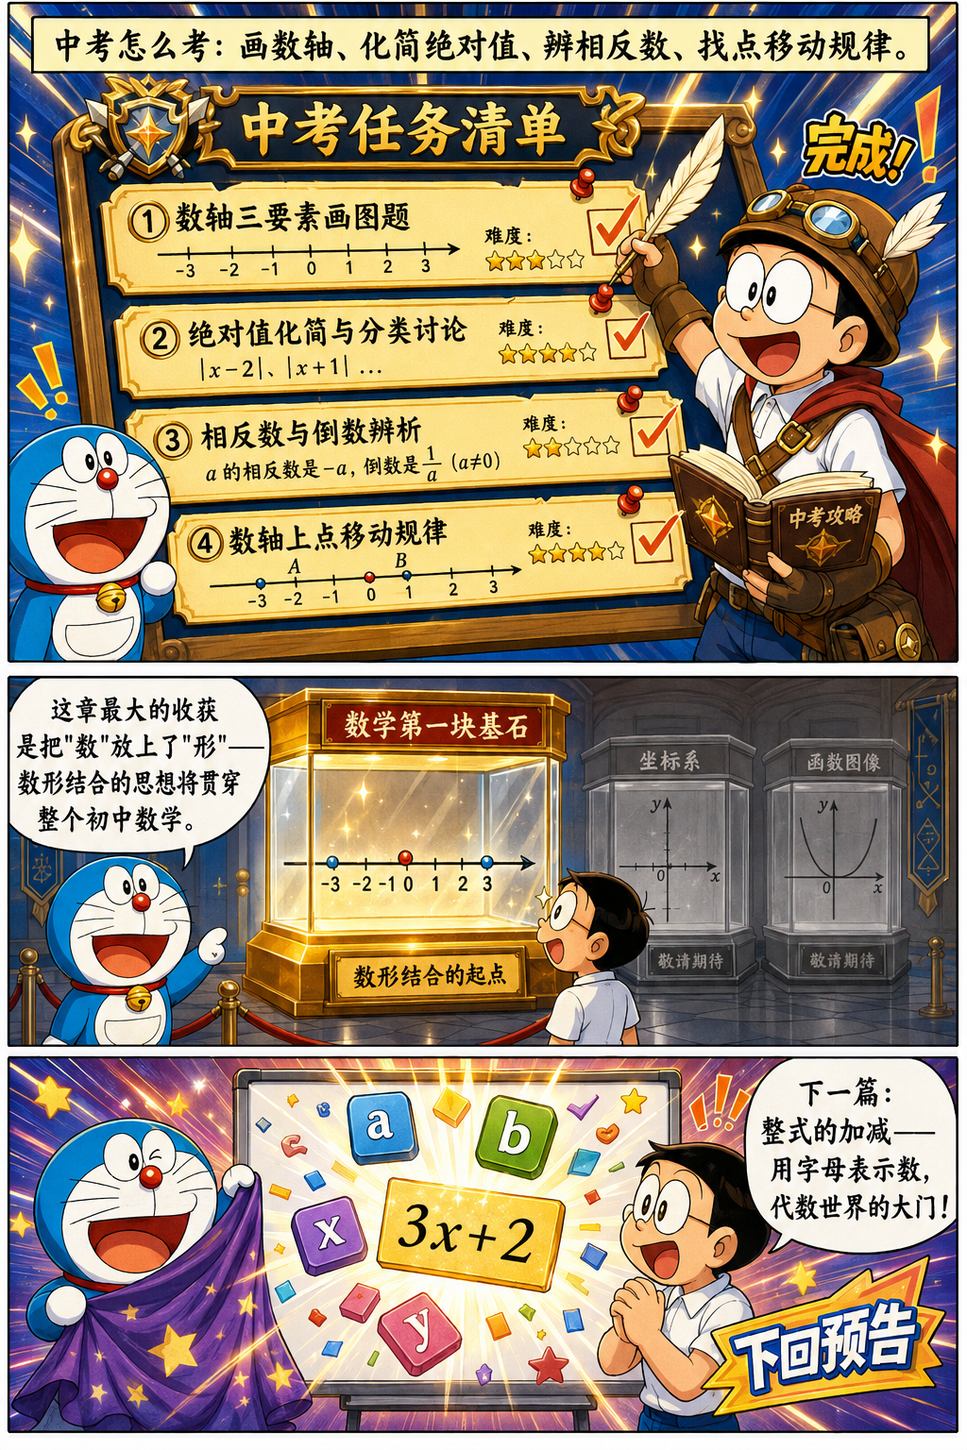 中考怎么考：画数轴、化简绝对值、辨相反数、找点移动规律。
中考任务清单
完成！
① 数轴三要素画图题
-3 -2 -1 0 1 2 3
难度：
② 绝对值化简与分类讨论
|x-2|、|x+1| …
难度：
③ 相反数与倒数辨析
a 的相反数是-a，倒数是1/a (a≠0)
难度：
④ 数轴上点移动规律
A B
-3 -2 -1 0 1 2 3
难度：
中考攻略
这章最大的收获
是把"数"放上了"形"——
数形结合的思想将贯穿
整个初中数学。
数学第一块基石
-3 -2 -1 0 1 2 3
数形结合的起点
坐标系
y
0 x
敬请期待
函数图像
y
0 x
敬请期待
a
b
x
3x+2
y
下一篇：
整式的加减——
用字母表示数，
代数世界的大门！
下回预告